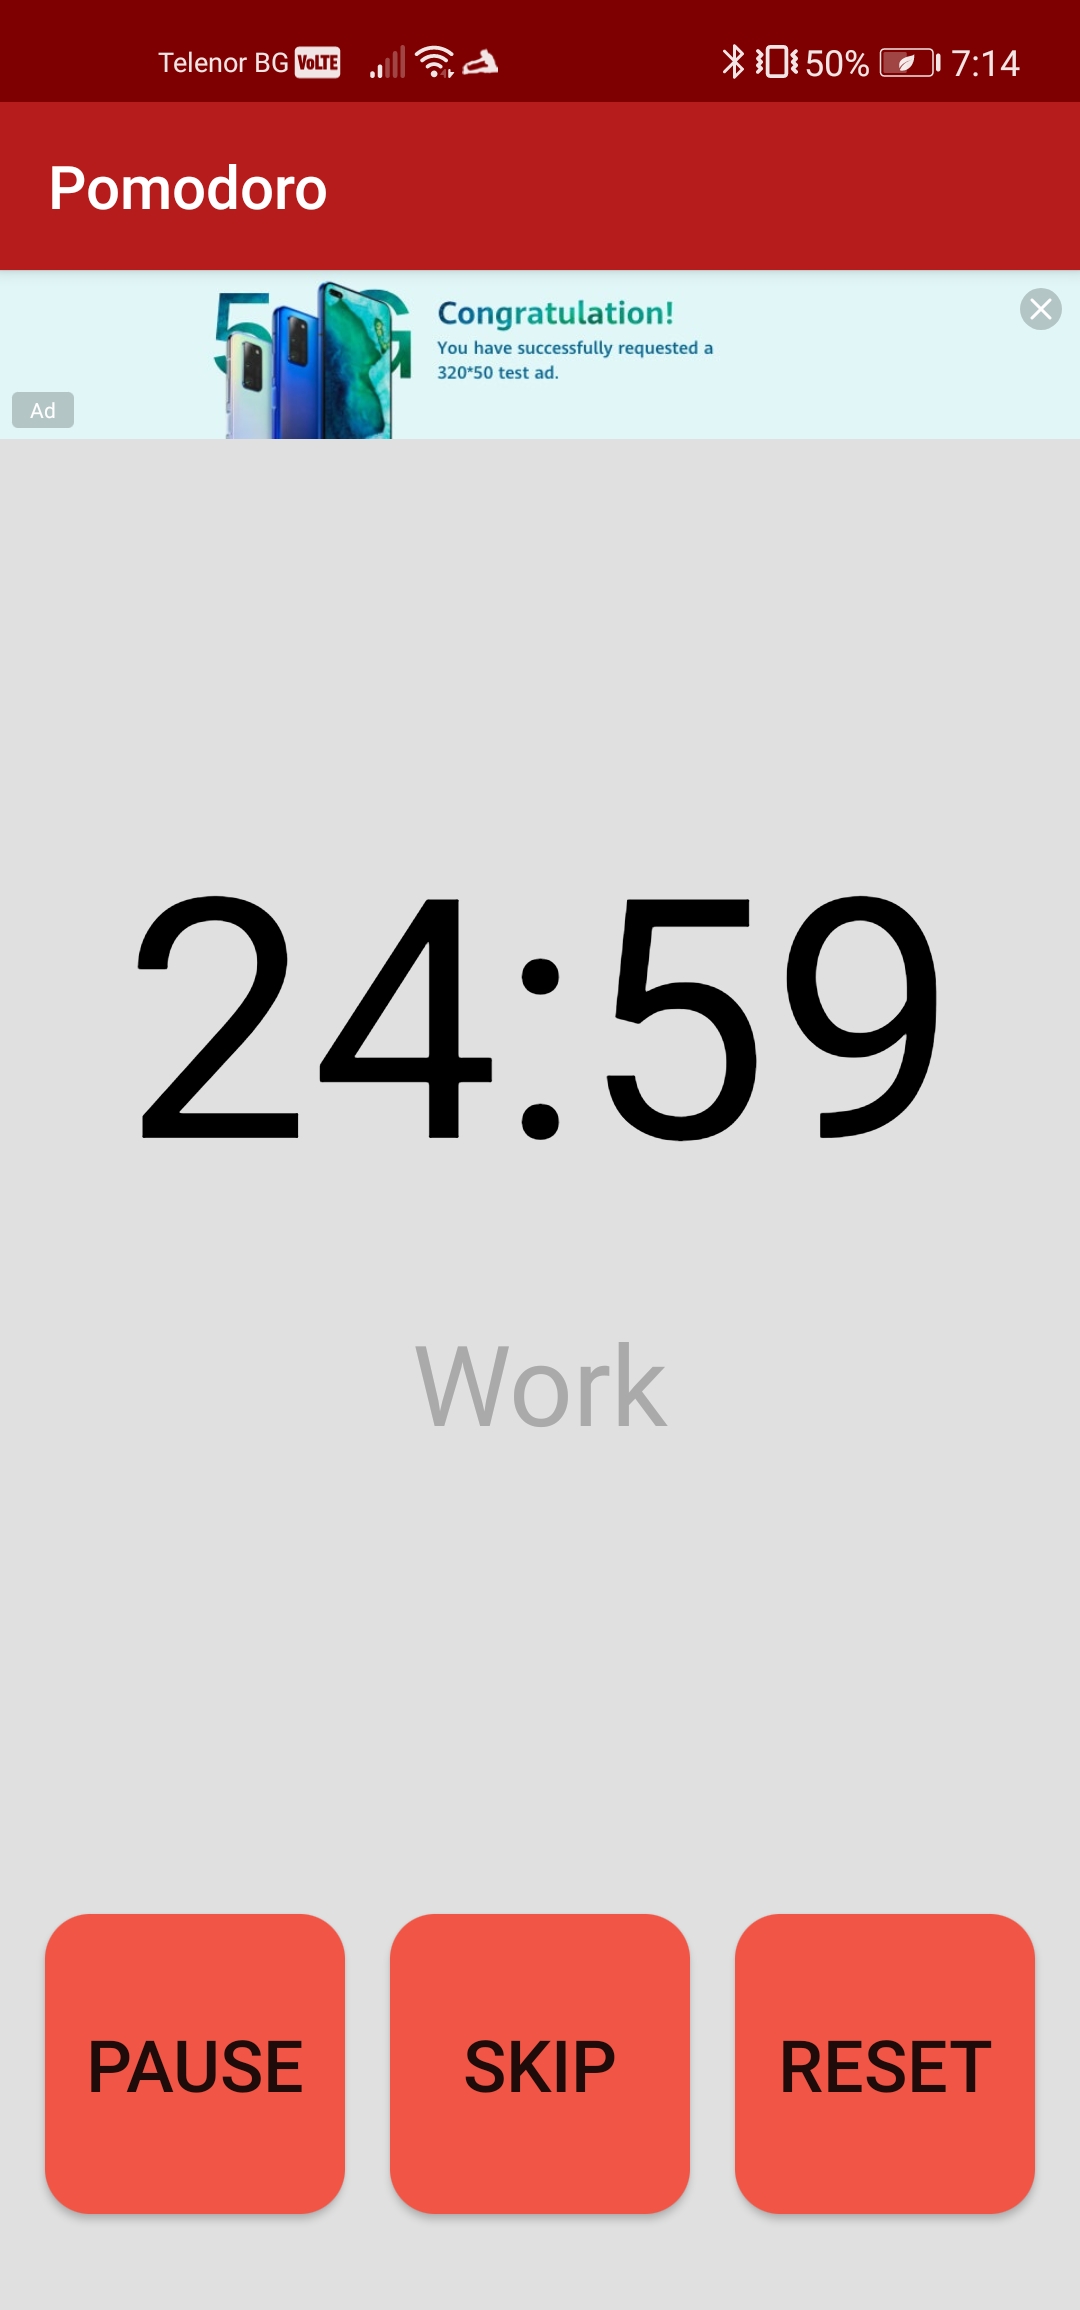 Telenor BG VoLTE 50% 7:14
Pomodoro
5G
Congratulation!
You have successfully requested a
320*50 test ad.
Ad
24:59
Work
PAUSE SKIP RESET